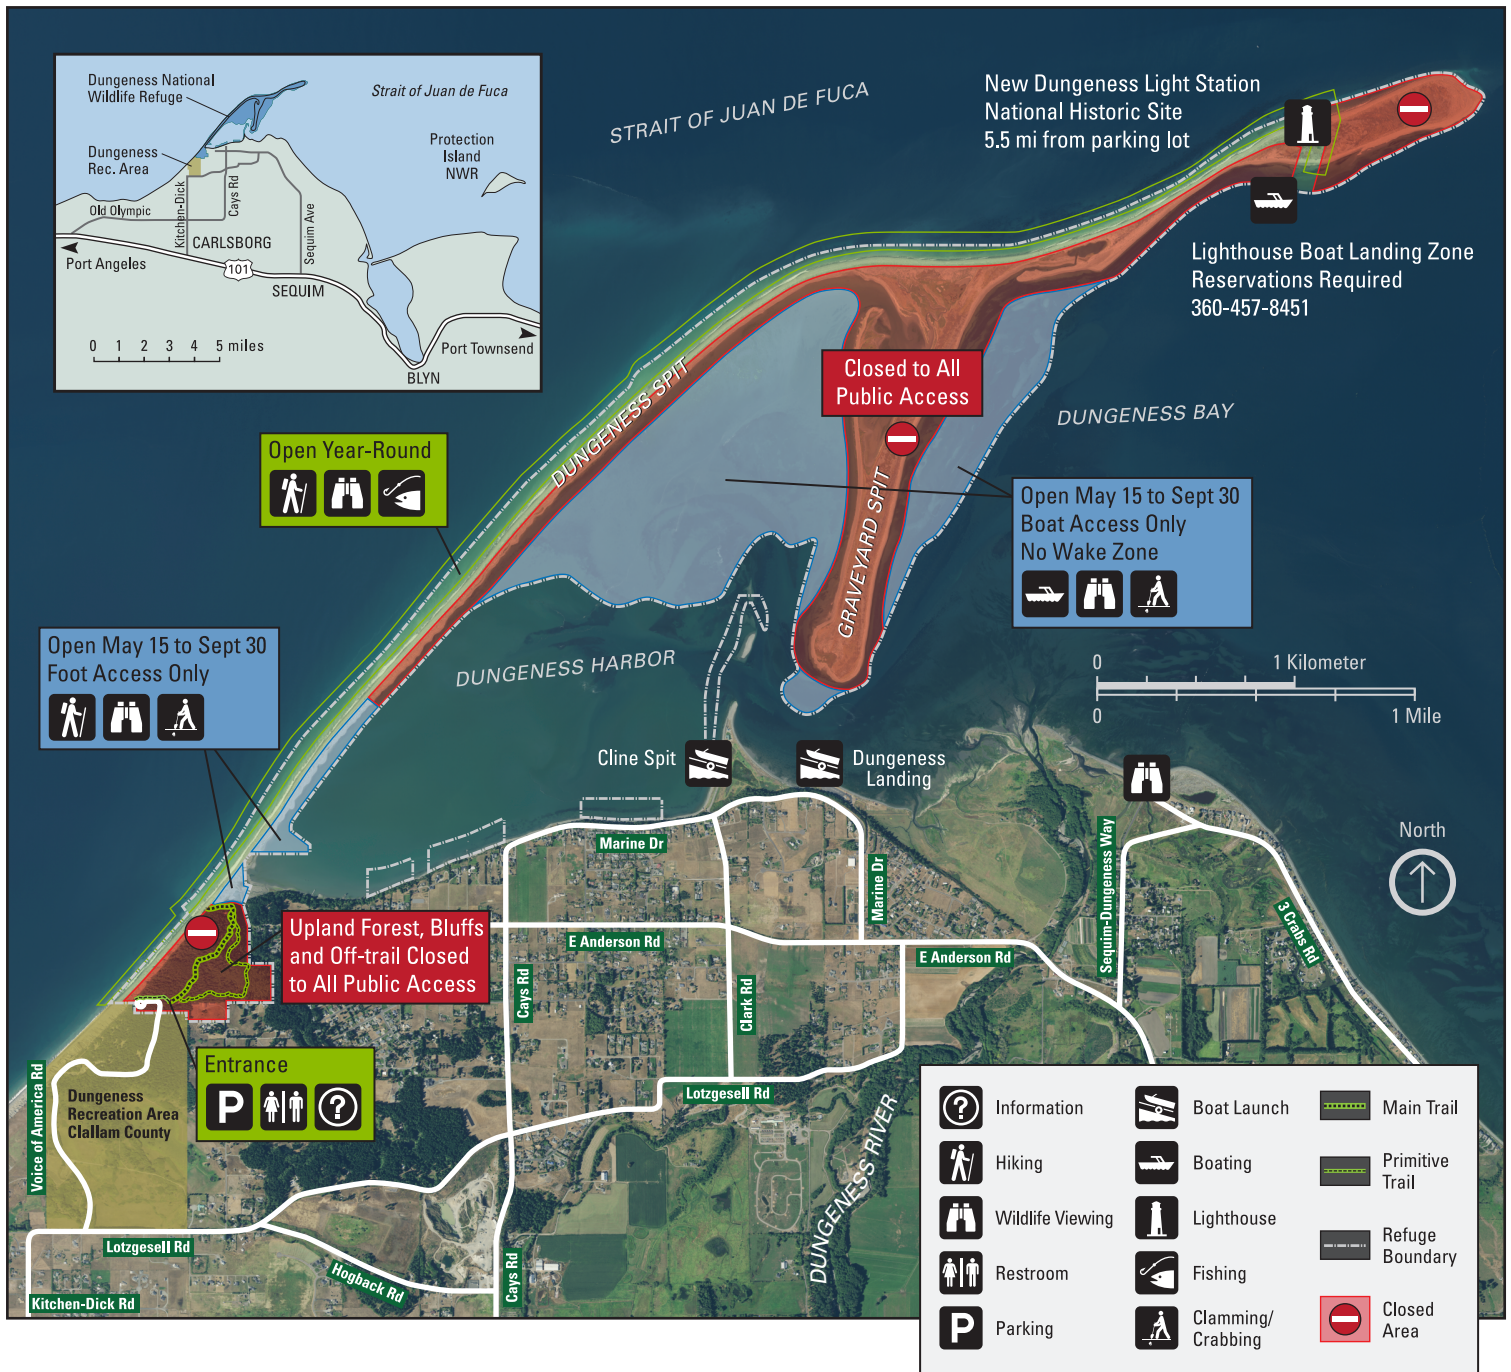 Dungeness National
Wildlife Refuge
Strait of Juan de Fuca
Protection
Island
NWR
Dungeness
Rec. Area
Kitchen-Dick
Cays Rd
Old Olympic
Sequim Ave
CARLSBORG
Port Angeles
101
SEQUIM
0 1 2 3 4 5 miles
Port Townsend
BLYN
STRAIT OF JUAN DE FUCA
New Dungeness Light Station
National Historic Site
5.5 mi from parking lot
Lighthouse Boat Landing Zone
Reservations Required
360-457-8451
Closed to All
Public Access
DUNGENESS SPIT
DUNGENESS BAY
GRAVEYARD SPIT
Open Year-Round
Open May 15 to Sept 30
Boat Access Only
No Wake Zone
Open May 15 to Sept 30
Foot Access Only
DUNGENESS HARBOR
0 1 Kilometer
0 1 Mile
Cline Spit
Dungeness
Landing
North
Marine Dr
Marine Dr
Sequim-Dungeness Way
3 Crabs Rd
Upland Forest, Bluffs
and Off-trail Closed
to All Public Access
E Anderson Rd
E Anderson Rd
Cays Rd
Clark Rd
Entrance
P
?
Lotzgesell Rd
Voice of America Rd
Dungeness
Recreation Area
Clallam County
DUNGENESS RIVER
Lotzgesell Rd
Hogback Rd
Cays Rd
Kitchen-Dick Rd
? Information
Hiking
Wildlife Viewing
Restroom
P Parking
Boat Launch
Boating
Lighthouse
Fishing
Clamming/
Crabbing
Main Trail
Primitive
Trail
Refuge
Boundary
Closed
Area